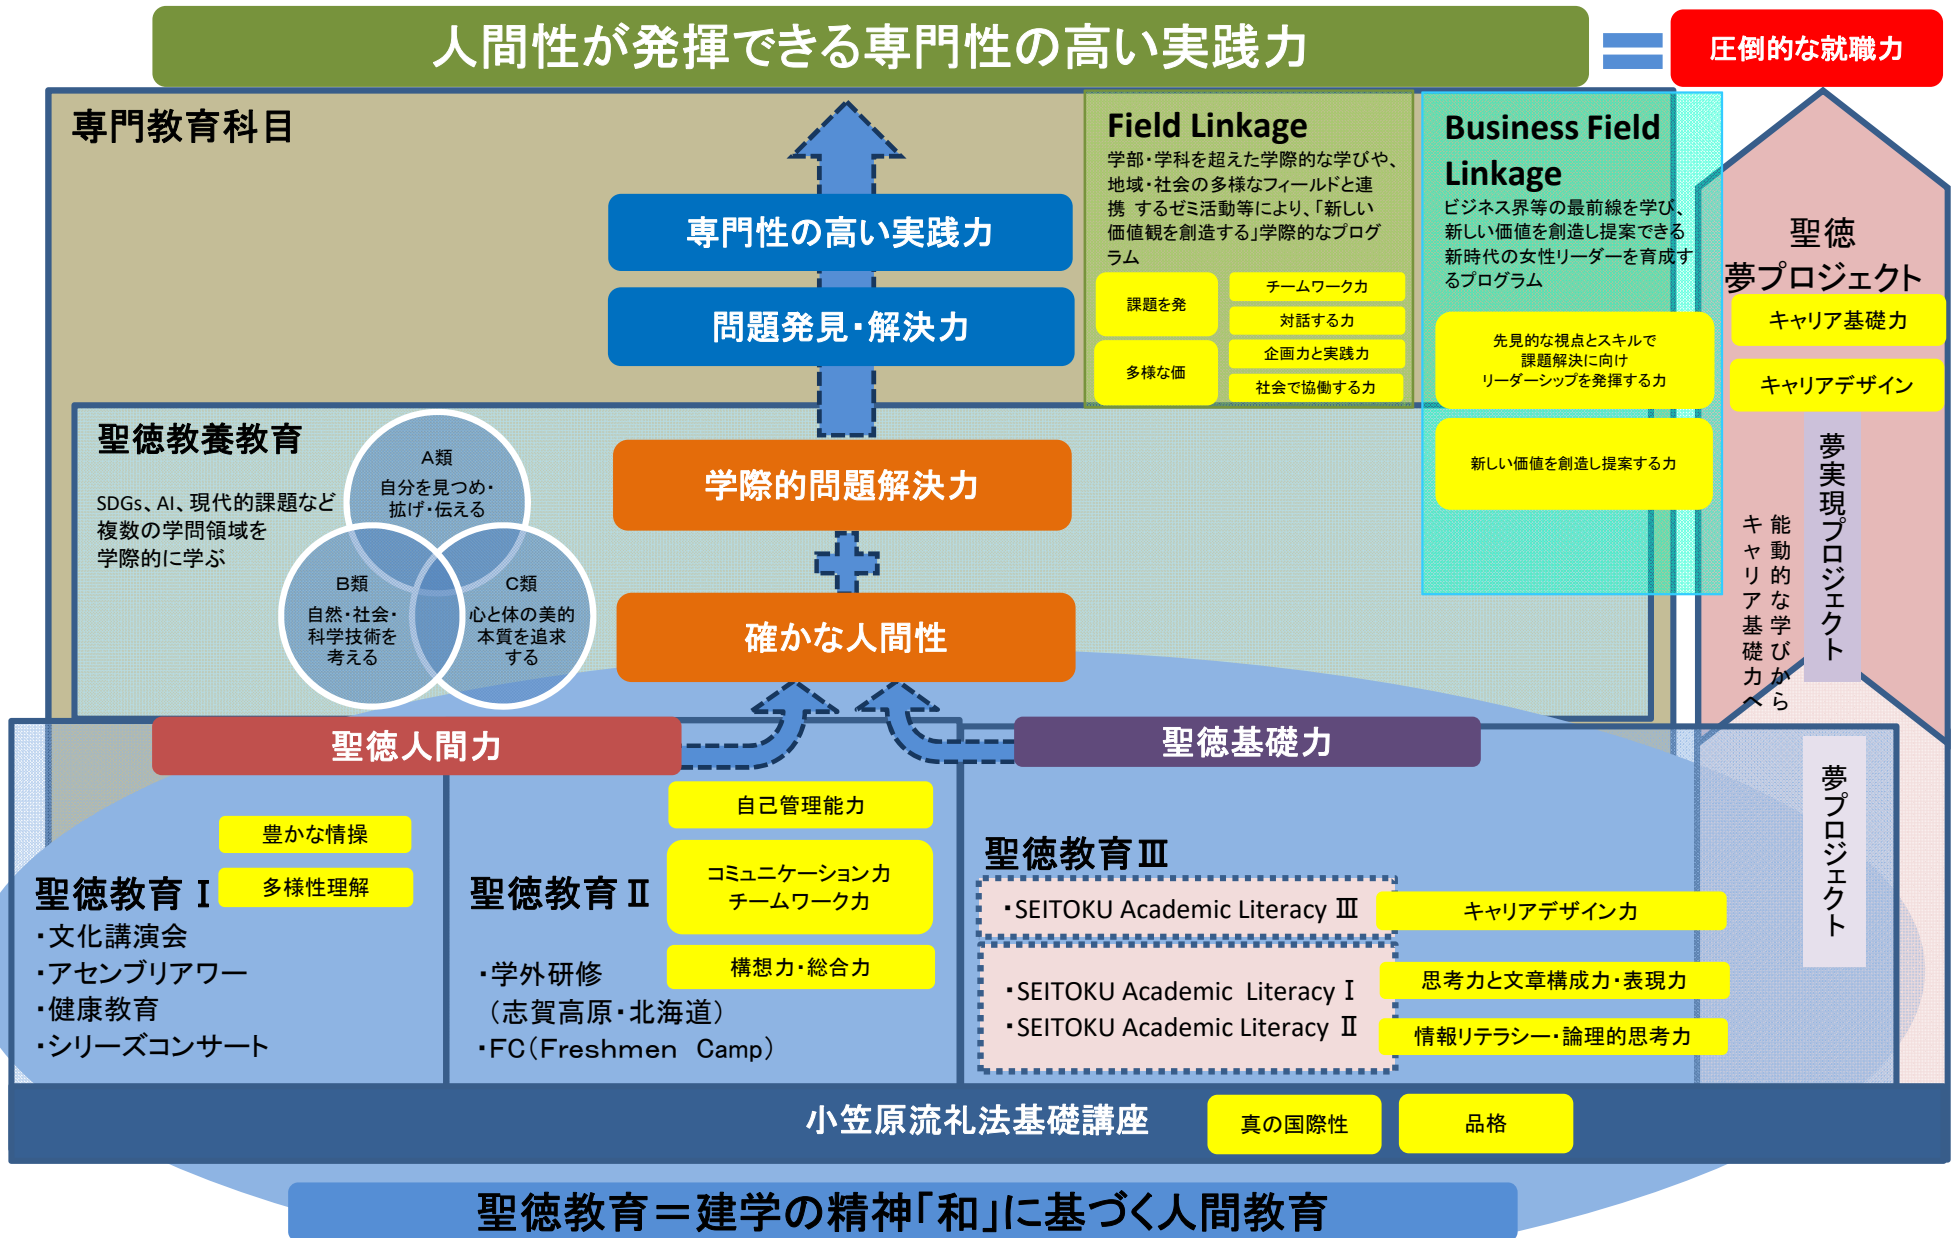 人間性が発揮できる専門性の高い実践力
圧倒的な就職力
専門教育科目
専門性の高い実践力
問題発見・解決力
Field Linkage
学部・学科を超えた学際的な学びや、
地域・社会の多様なフィールドと連
携 するゼミ活動等により、「新しい
価値観を創造する」学際的なプログ
ラム
課題を発
多様な価
チームワーク力
対話する力
企画力と実践力
社会で協働する力
Business Field
Linkage
ビジネス界等の最前線を学び、
新しい価値を創造し提案できる
新時代の女性リーダーを育成す
るプログラム
先見的な視点とスキルで
課題解決に向け
リーダーシップを発揮する力
新しい価値を創造し提案する力
聖徳
夢プロジェクト
キャリア基礎力
キャリアデザイン
夢実現プロジェクト
能動的な学びから
キャリア基礎力へ
夢プロジェクト
聖徳教養教育
SDGs、AI、現代的課題など
複数の学問領域を
学際的に学ぶ
A類
自分を見つめ・
拡げ・伝える
B類
自然・社会・
科学技術を
考える
C類
心と体の美的
本質を追求
する
学際的問題解決力
確かな人間性
聖徳人間力
聖徳基礎力
聖徳教育Ⅰ
豊かな情操
多様性理解
・文化講演会
・アセンブリアワー
・健康教育
・シリーズコンサート
聖徳教育Ⅱ
自己管理能力
コミュニケーション力
チームワーク力
構想力・総合力
・学外研修
（志賀高原・北海道）
・FC（Freshmen　Camp）
聖徳教育Ⅲ
・SEITOKU Academic Literacy Ⅲ
キャリアデザイン力
・SEITOKU Academic  Literacy Ⅰ
・SEITOKU Academic Literacy Ⅱ
思考力と文章構成力・表現力
情報リテラシー・論理的思考力
小笠原流礼法基礎講座
真の国際性
品格
聖徳教育＝建学の精神「和」に基づく人間教育